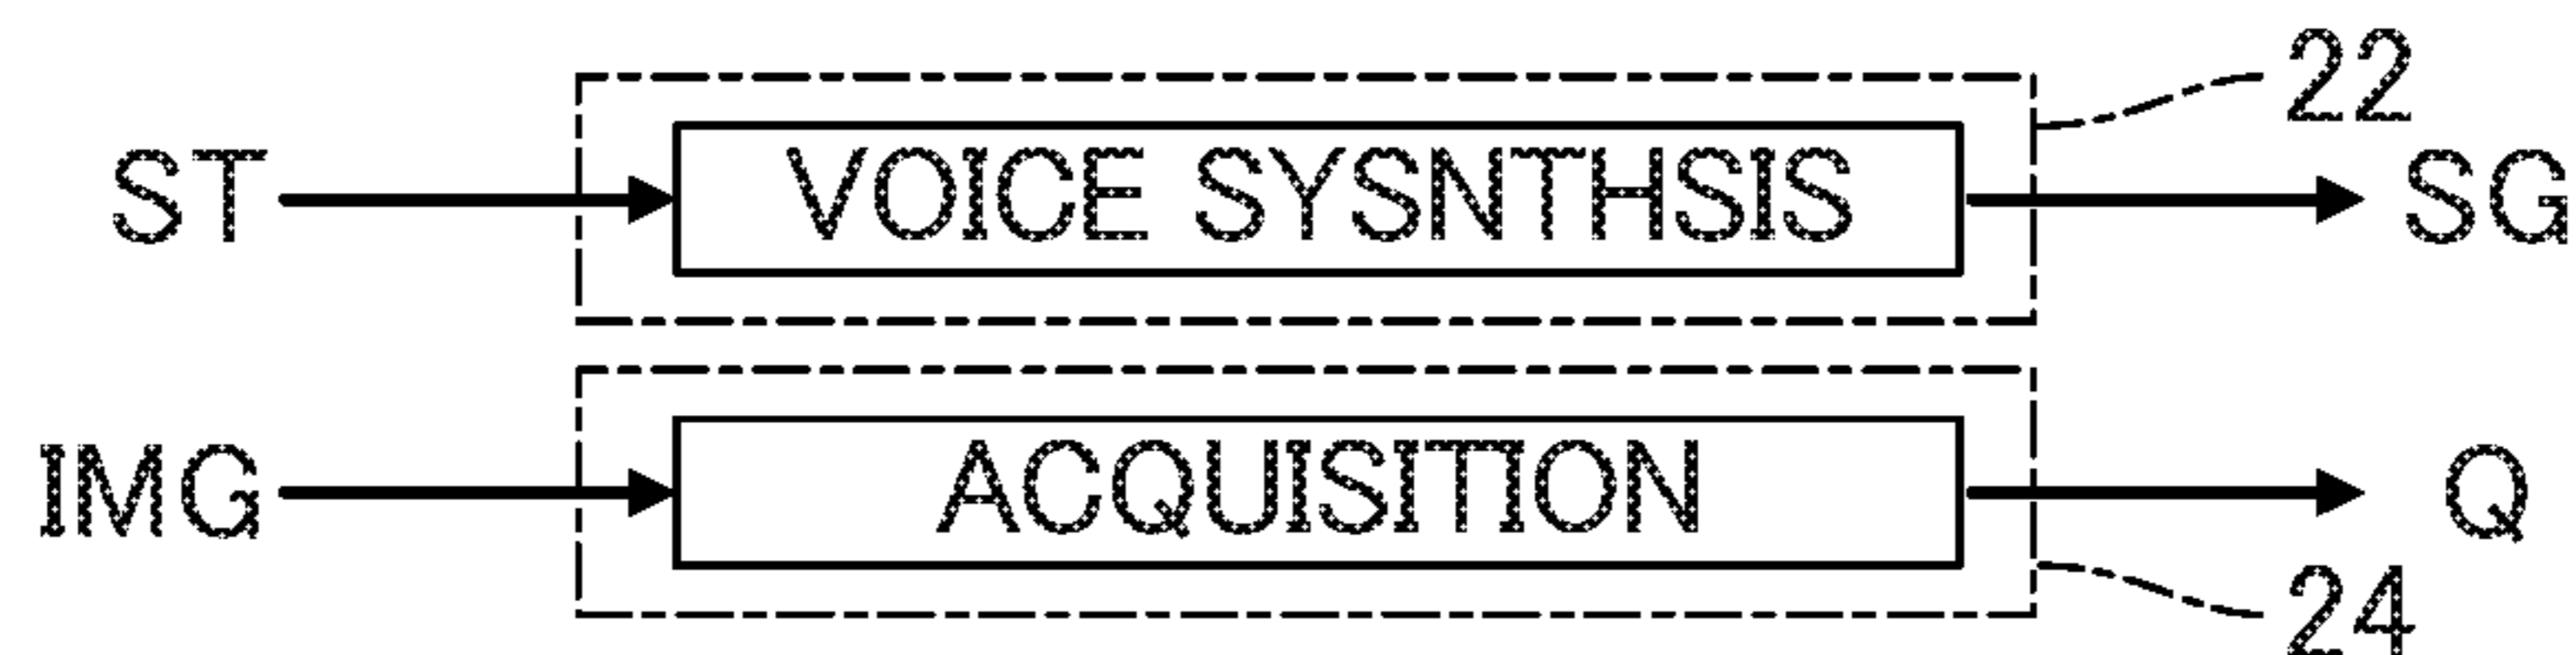 22
ST VOICE SYSNTHSIS SG
IMG ACQUISITION Q
24